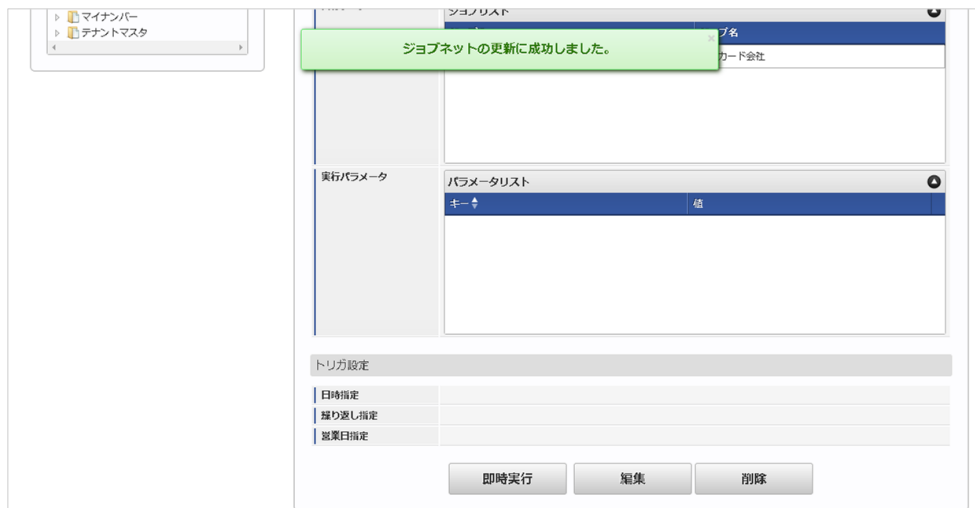 マイナンバー
テナントマスタ
ジョブリスト
ブ名
ジョブネットの更新に成功しました。
カード会社
実行パラメータ
パラメータリスト
キー 値
トリガ設定
日時指定
繰り返し指定
営業日指定
即時実行 編集 削除